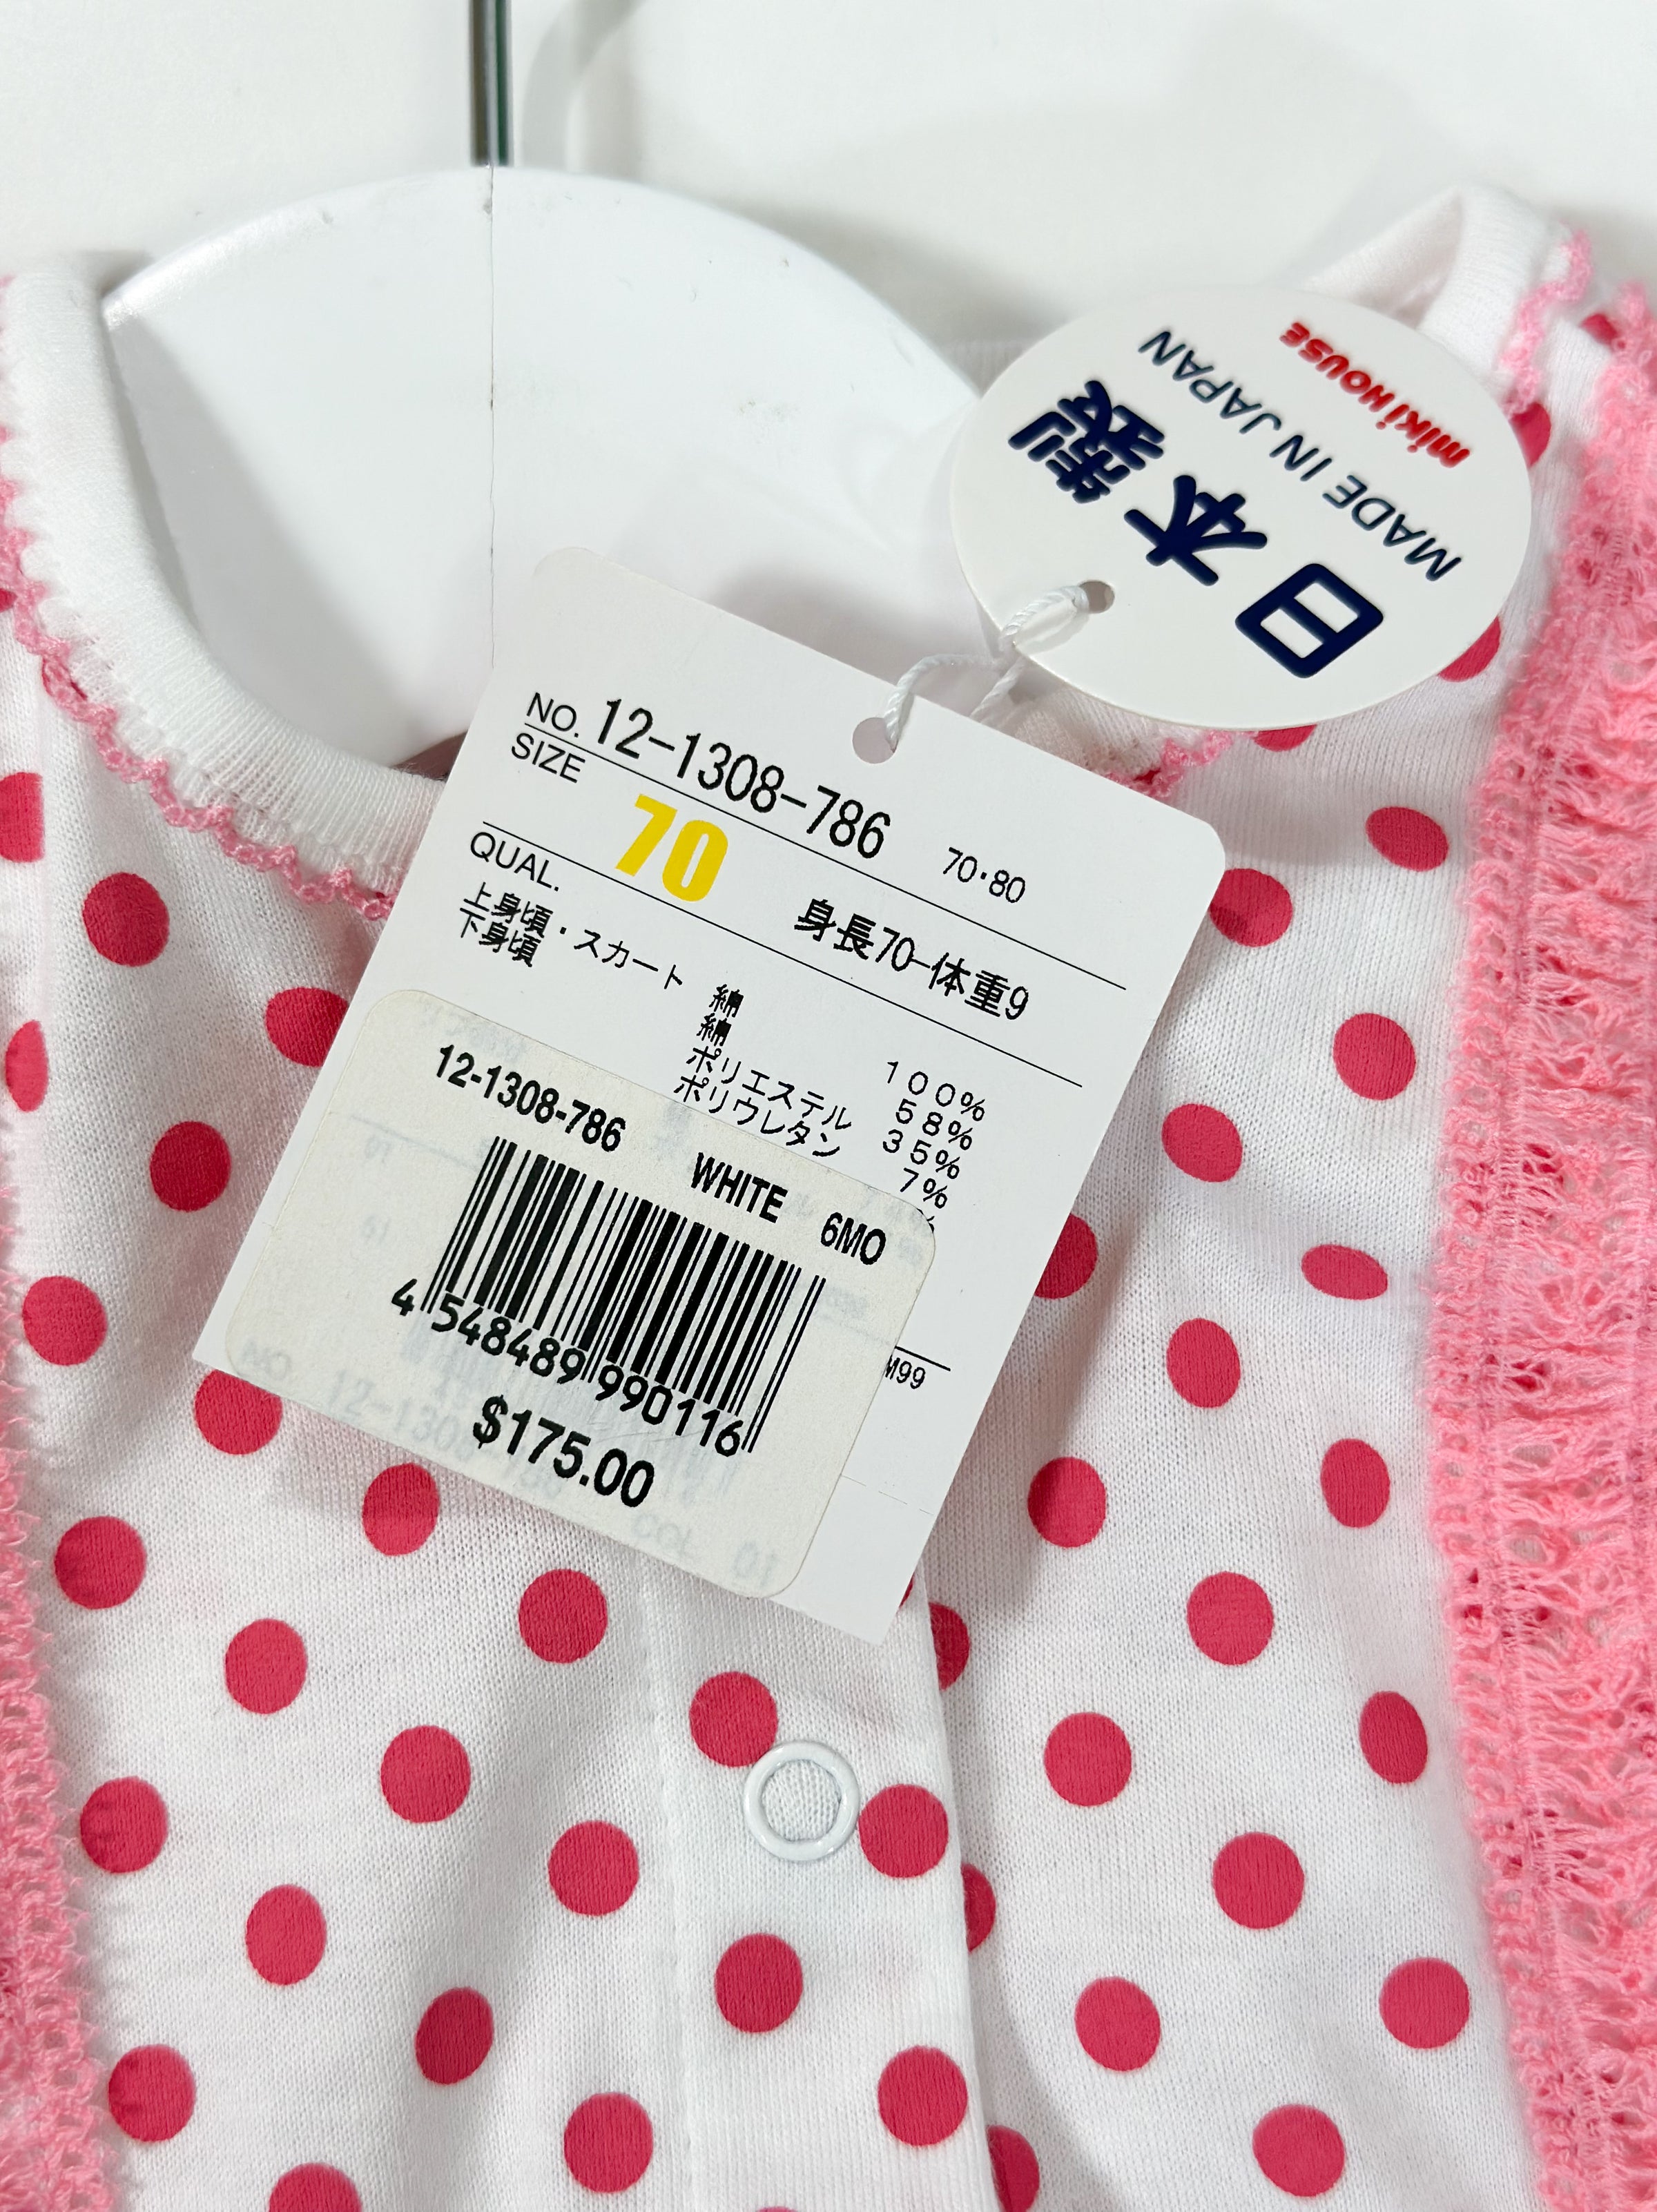 日本製
MADE IN JAPAN
mikiHOUSE
NO. 12-1308-786
SIZE 70 70・80
身長70-体重9
QUAL.
上身頃・スカート 綿 100%
下身頃 綿 58%
ポリエステル 35%
ポリウレタン 7%
%
M99
12-1308-786 WHITE 6MO
4 548489 990116
$175.00